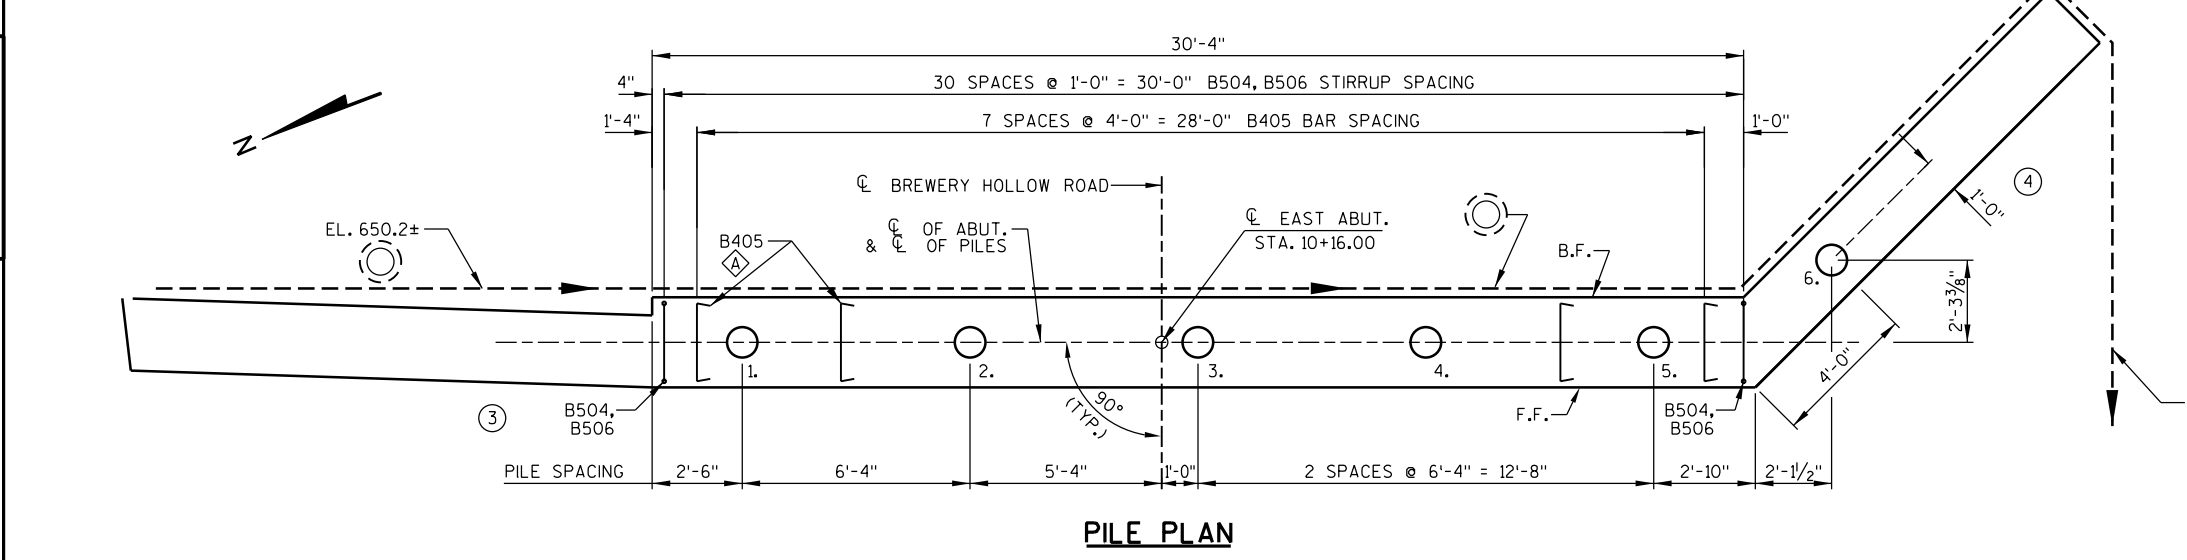 30'-4"
4"
30 SPACES @ 1'-0" = 30'-0" B504, B506 STIRRUP SPACING
1'-4"
7 SPACES @ 4'-0" = 28'-0" B405 BAR SPACING
1'-0"
N
℄ BREWERY HOLLOW ROAD
EL. 650.2±
B405
A
℄ OF ABUT.
& ℄ OF PILES
℄ EAST ABUT.
STA. 10+16.00
B.F.
1'-0"
4
6.
2'-3⅜"
4'-0"
1.
2.
3.
4.
5.
90°
(TYP.)
3
B504,
B506
F.F.
B504,
B506
PILE SPACING
2'-6"
6'-4"
5'-4"
1'-0"
2 SPACES @ 6'-4" = 12'-8"
2'-10"
2'-1½"
PILE PLAN